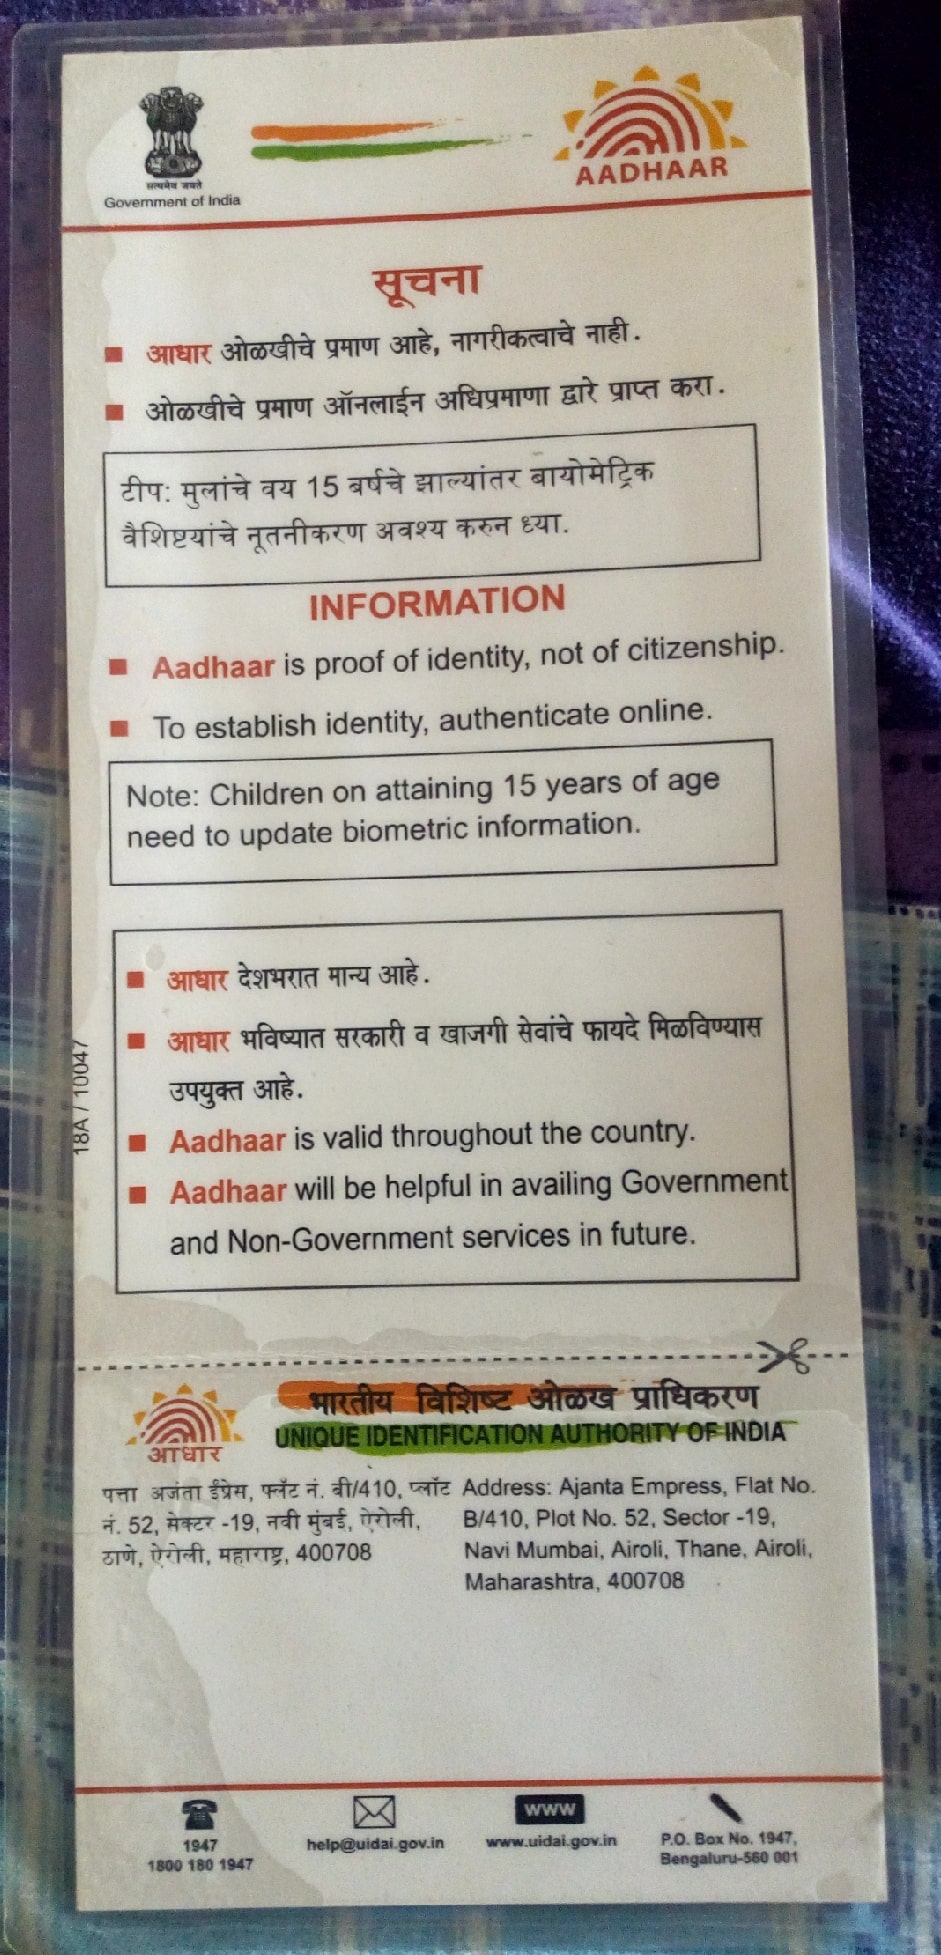 सत्यमेव जयते
Government of India
AADHAAR
सूचना
आधार ओळखीचे प्रमाण आहे, नागरीकत्वाचे नाही.
ओळखीचे प्रमाण ऑनलाईन अधिप्रमाणा द्वारे प्राप्त करा.
टीप: मुलांचे वय 15 बर्षचे झाल्यांतर बायोमेट्रिक
वैशिष्टयांचे नूतनीकरण अवश्य करुन ध्या.
INFORMATION
Aadhaar is proof of identity, not of citizenship.
To establish identity, authenticate online.
Note: Children on attaining 15 years of age
need to update biometric information.
आधार देशभरात मान्य आहे.
आधार भविष्यात सरकारी व खाजगी सेवांचे फायदे मिळविण्यास
उपयुक्त आहे.
Aadhaar is valid throughout the country.
Aadhaar will be helpful in availing Government
and Non-Government services in future.
18A / 10047
आधार
भारतीय विशिष्ट ओळख प्राधिकरण
UNIQUE IDENTIFICATION AUTHORITY OF INDIA
पत्ता अजंता ईंप्रेस, फ्लॅट नं. बी/410, प्लॉट
नं. 52, सेक्टर -19, नवी मुंबई, ऐरोली,
ठाणे, ऐरोली, महाराष्ट्र, 400708
Address: Ajanta Empress, Flat No.
B/410, Plot No. 52, Sector -19,
Navi Mumbai, Airoli, Thane, Airoli,
Maharashtra, 400708
1947
1800 180 1947
help@uidai.gov.in
www
www.uidai.gov.in
P.O. Box No. 1947,
Bengaluru-560 001